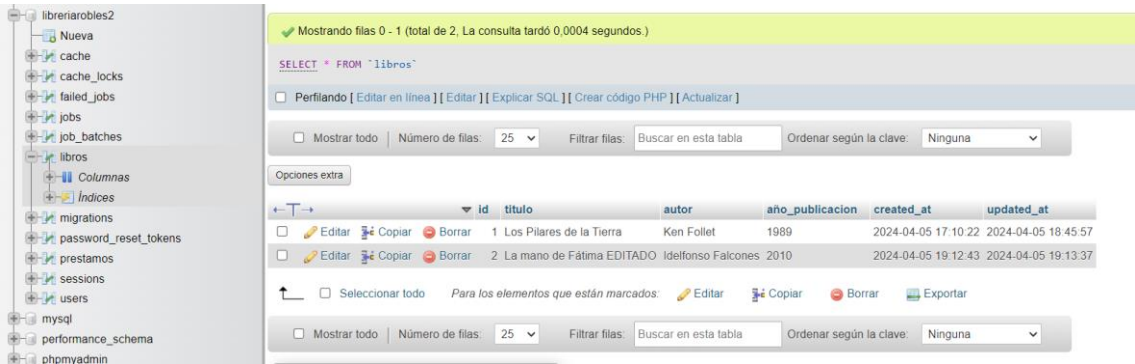 libreriarobles2
Nueva
cache
cache_locks
failed_jobs
jobs
job_batches
libros
Columnas
Índices
migrations
password_reset_tokens
prestamos
sessions
users
mysql
performance_schema
phpmyadmin
Mostrando filas 0 - 1 (total de 2, La consulta tardó 0,0004 segundos.)
SELECT * FROM `libros`
Perfilando [ Editar en línea ] [ Editar ] [ Explicar SQL ] [ Crear código PHP ] [ Actualizar ]
Mostrar todo | Número de filas: 25 Filtrar filas: Buscar en esta tabla Ordenar según la clave: Ninguna
Opciones extra
←T→ id titulo autor año_publicacion created_at updated_at
Editar Copiar Borrar 1 Los Pilares de la Tierra Ken Follet 1989 2024-04-05 17:10:22 2024-04-05 18:45:57
Editar Copiar Borrar 2 La mano de Fátima EDITADO Idelfonso Falcones 2010 2024-04-05 19:12:43 2024-04-05 19:13:37
Seleccionar todo Para los elementos que están marcados: Editar Copiar Borrar Exportar
Mostrar todo | Número de filas: 25 Filtrar filas: Buscar en esta tabla Ordenar según la clave: Ninguna